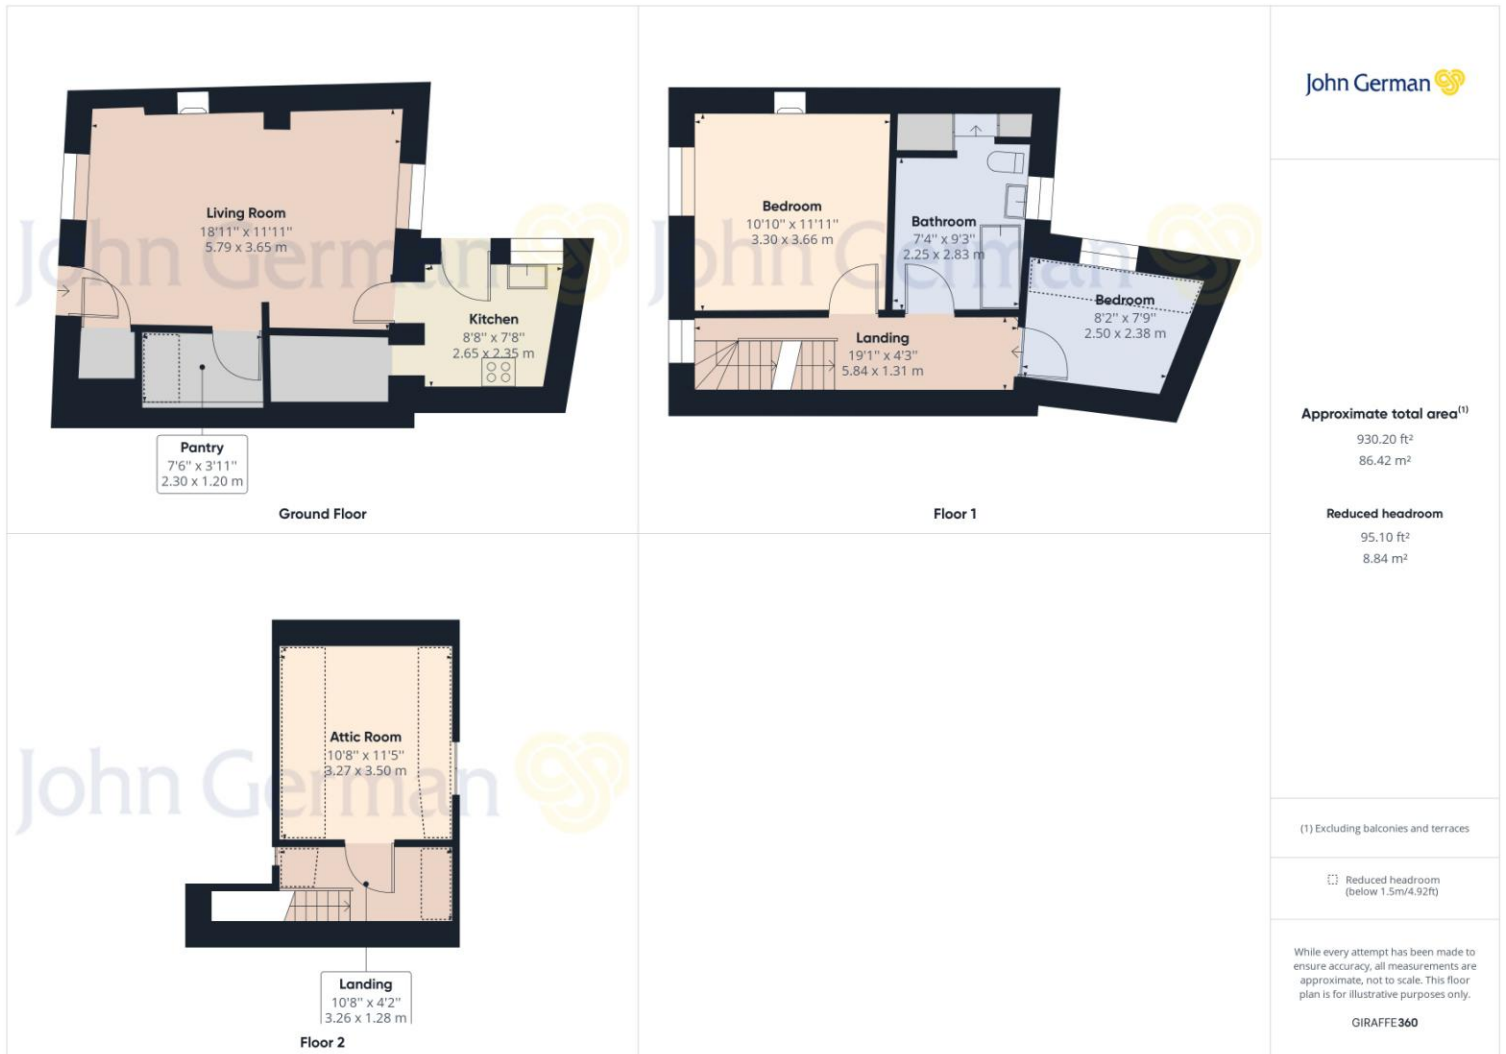 Living Room
18'11" x 11'11"
5.79 x 3.65 m
Kitchen
8'8" x 7'8"
2.65 x 2.35 m
Pantry
7'6" x 3'11"
2.30 x 1.20 m
Ground Floor
John German
Bedroom
10'10" x 11'11"
3.30 x 3.66 m
Bathroom
7'4" x 9'3"
2.25 x 2.83 m
Bedroom
8'2" x 7'9"
2.50 x 2.38 m
Landing
19'1" x 4'3"
5.84 x 1.31 m
Floor 1
John German
Attic Room
10'8" x 11'5"
3.27 x 3.50 m
Landing
10'8" x 4'2"
3.26 x 1.28 m
Floor 2
John German
John German
Approximate total area(1)
930.20 ft²
86.42 m²
Reduced headroom
95.10 ft²
8.84 m²
(1) Excluding balconies and terraces
Reduced headroom
(below 1.5m/4.92ft)
While every attempt has been made to
ensure accuracy, all measurements are
approximate, not to scale. This floor
plan is for illustrative purposes only.
GIRAFFE360